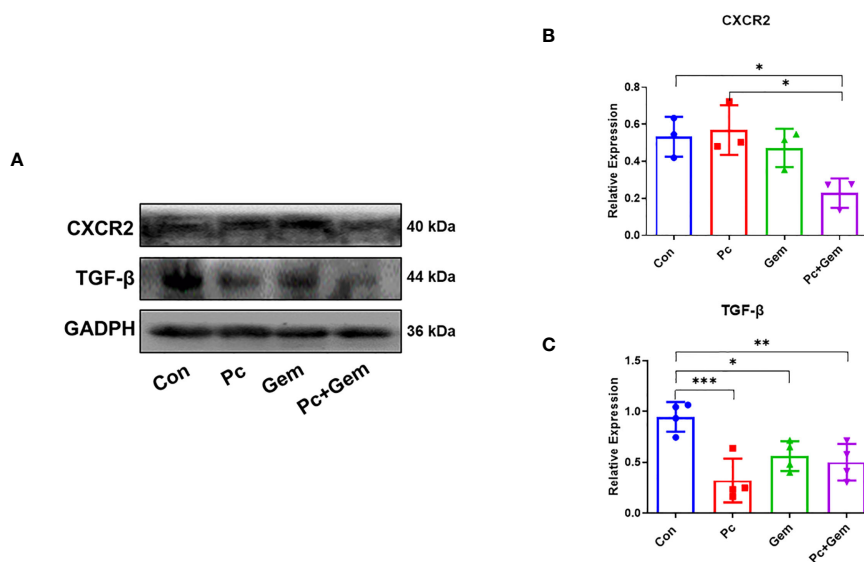 A
CXCR2
40 kDa
TGF-β
44 kDa
GADPH
36 kDa
Con
Pc
Gem
Pc+Gem
B
CXCR2
*
*
Relative Expression
0.8
0.6
0.4
0.2
0.0
Con
Pc
Gem
Pc+Gem
C
TGF-β
**
*
***
Relative Expression
1.5
1.0
0.5
0.0
Con
Pc
Gem
Pc+Gem